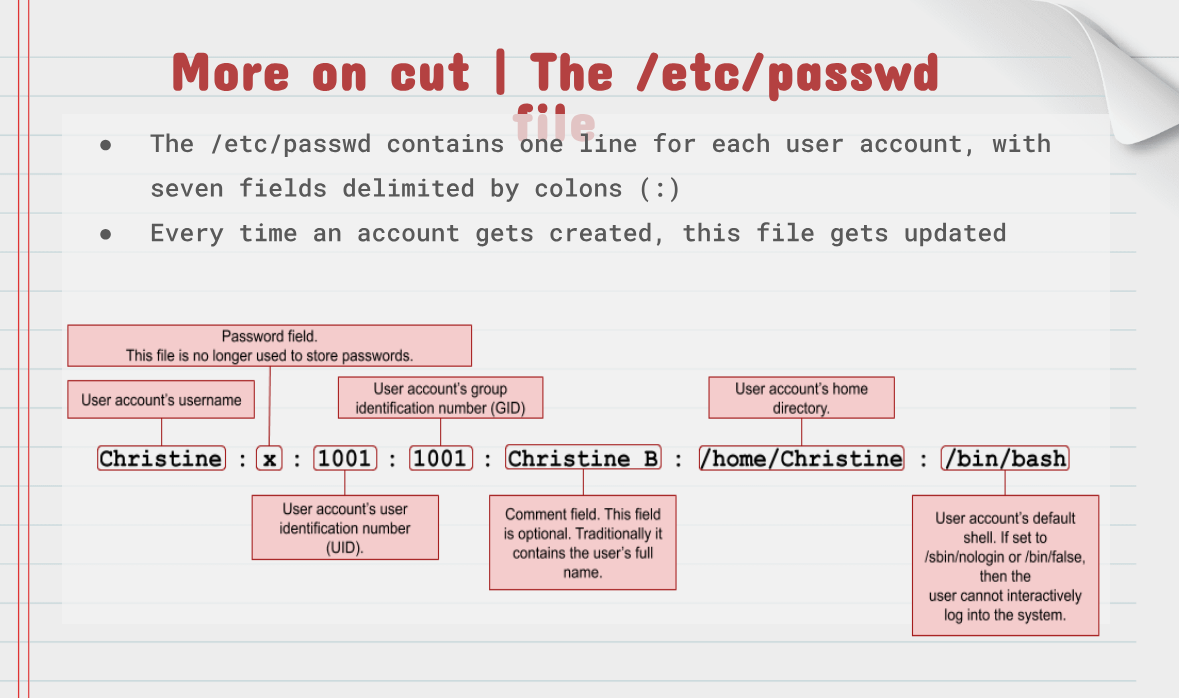 More on cut | The /etc/passwd
file
● The /etc/passwd contains one line for each user account, with
seven fields delimited by colons (:)
● Every time an account gets created, this file gets updated
Password field.
This file is no longer used to store passwords.
User account's username
User account's group
identification number (GID)
User account's home
directory.
Christine : x : 1001 : 1001 : Christine B : /home/Christine : /bin/bash
User account's user
identification number
(UID).
Comment field. This field
is optional. Traditionally it
contains the user's full
name.
User account's default
shell. If set to
/sbin/nologin or /bin/false,
then the
user cannot interactively
log into the system.